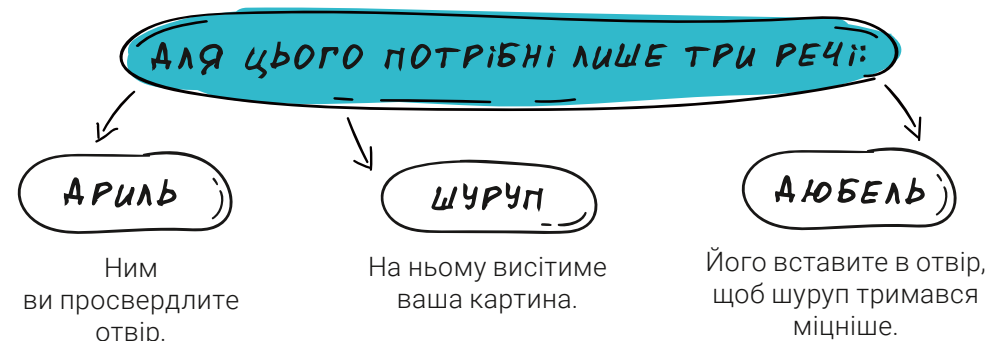 Для цього потрібні лише три речі:
Дриль
Шуруп
Дюбель
Ним
ви просвердлите
отвір.
На ньому висітиме
ваша картина.
Його вставите в отвір,
щоб шуруп тримався
міцніше.